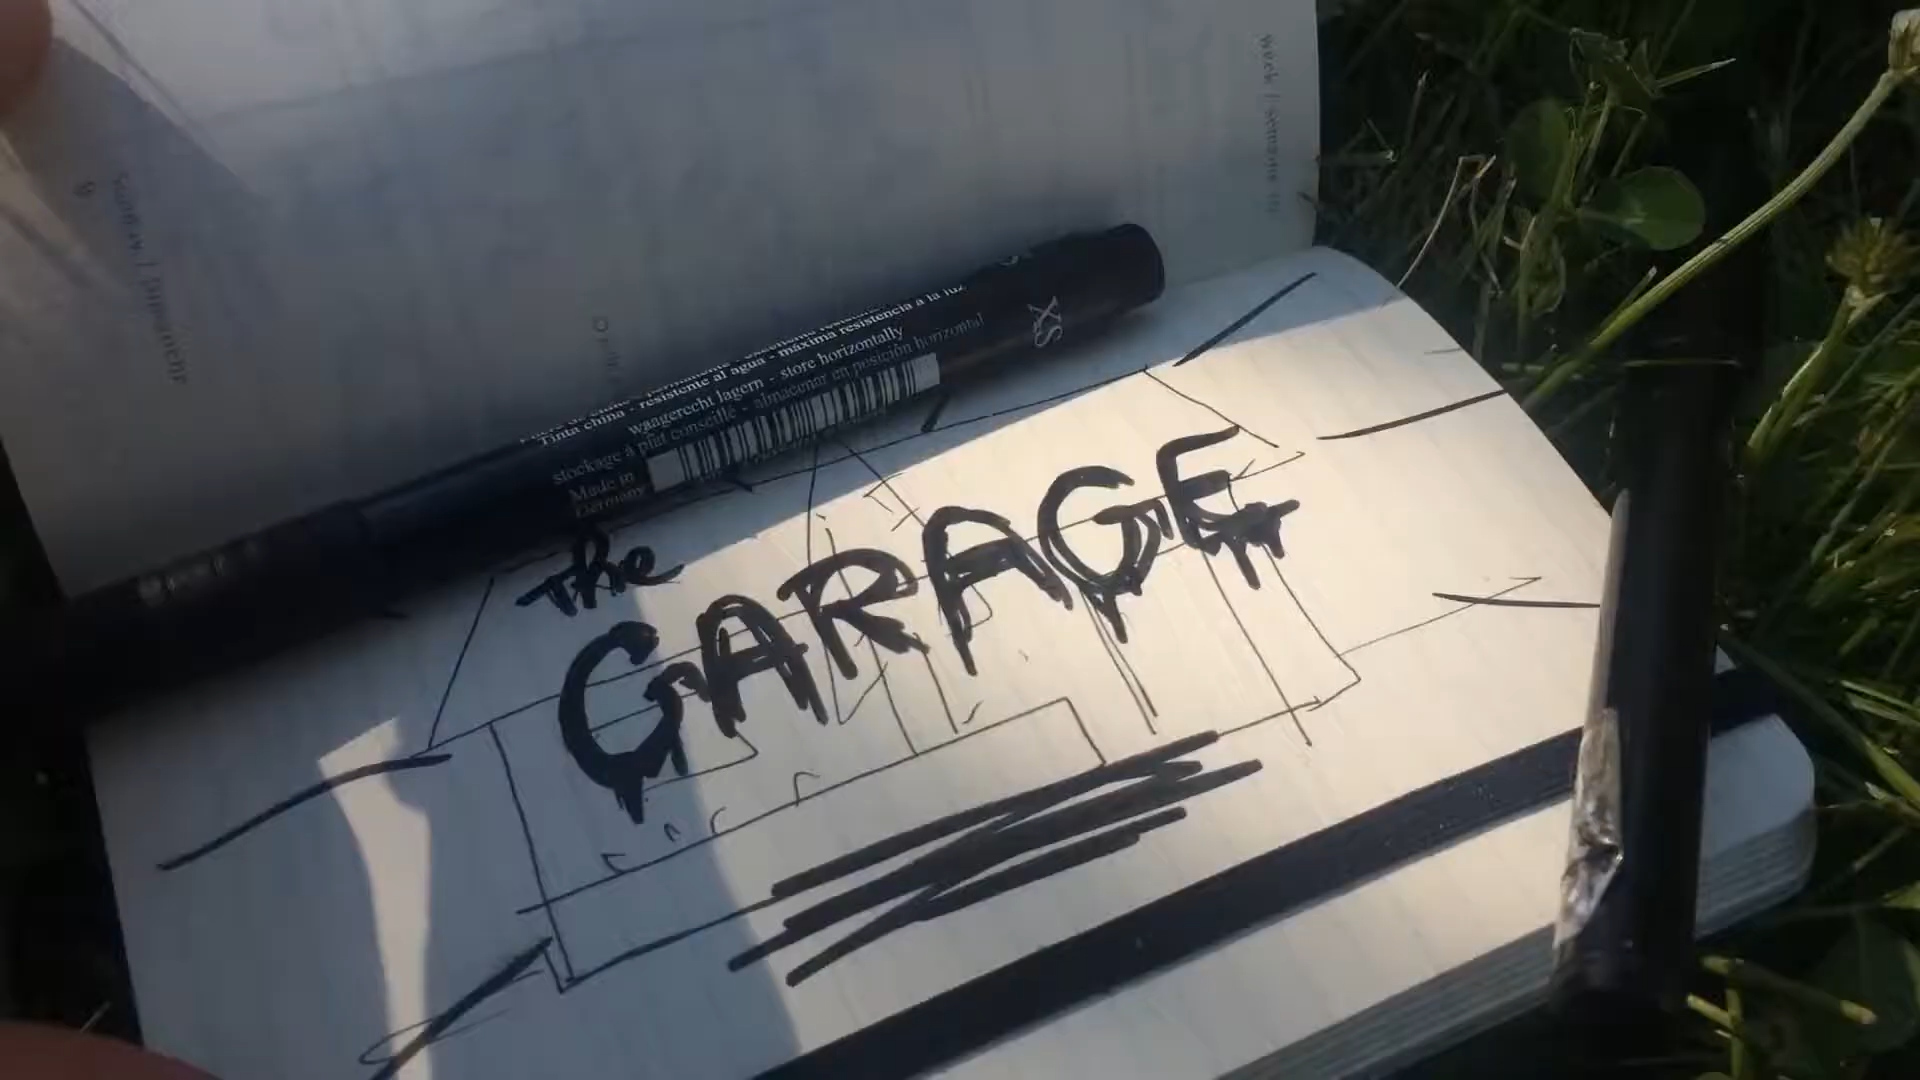 week | semaine
sunday | dimanche
XS
Tinta china - resistente al agua - máxima resistencia a la luz
waagerecht lagern - store horizontally
stockage à plat conseillé - almacenar en posición horizontal
Made in
Germany
The
GARAGE